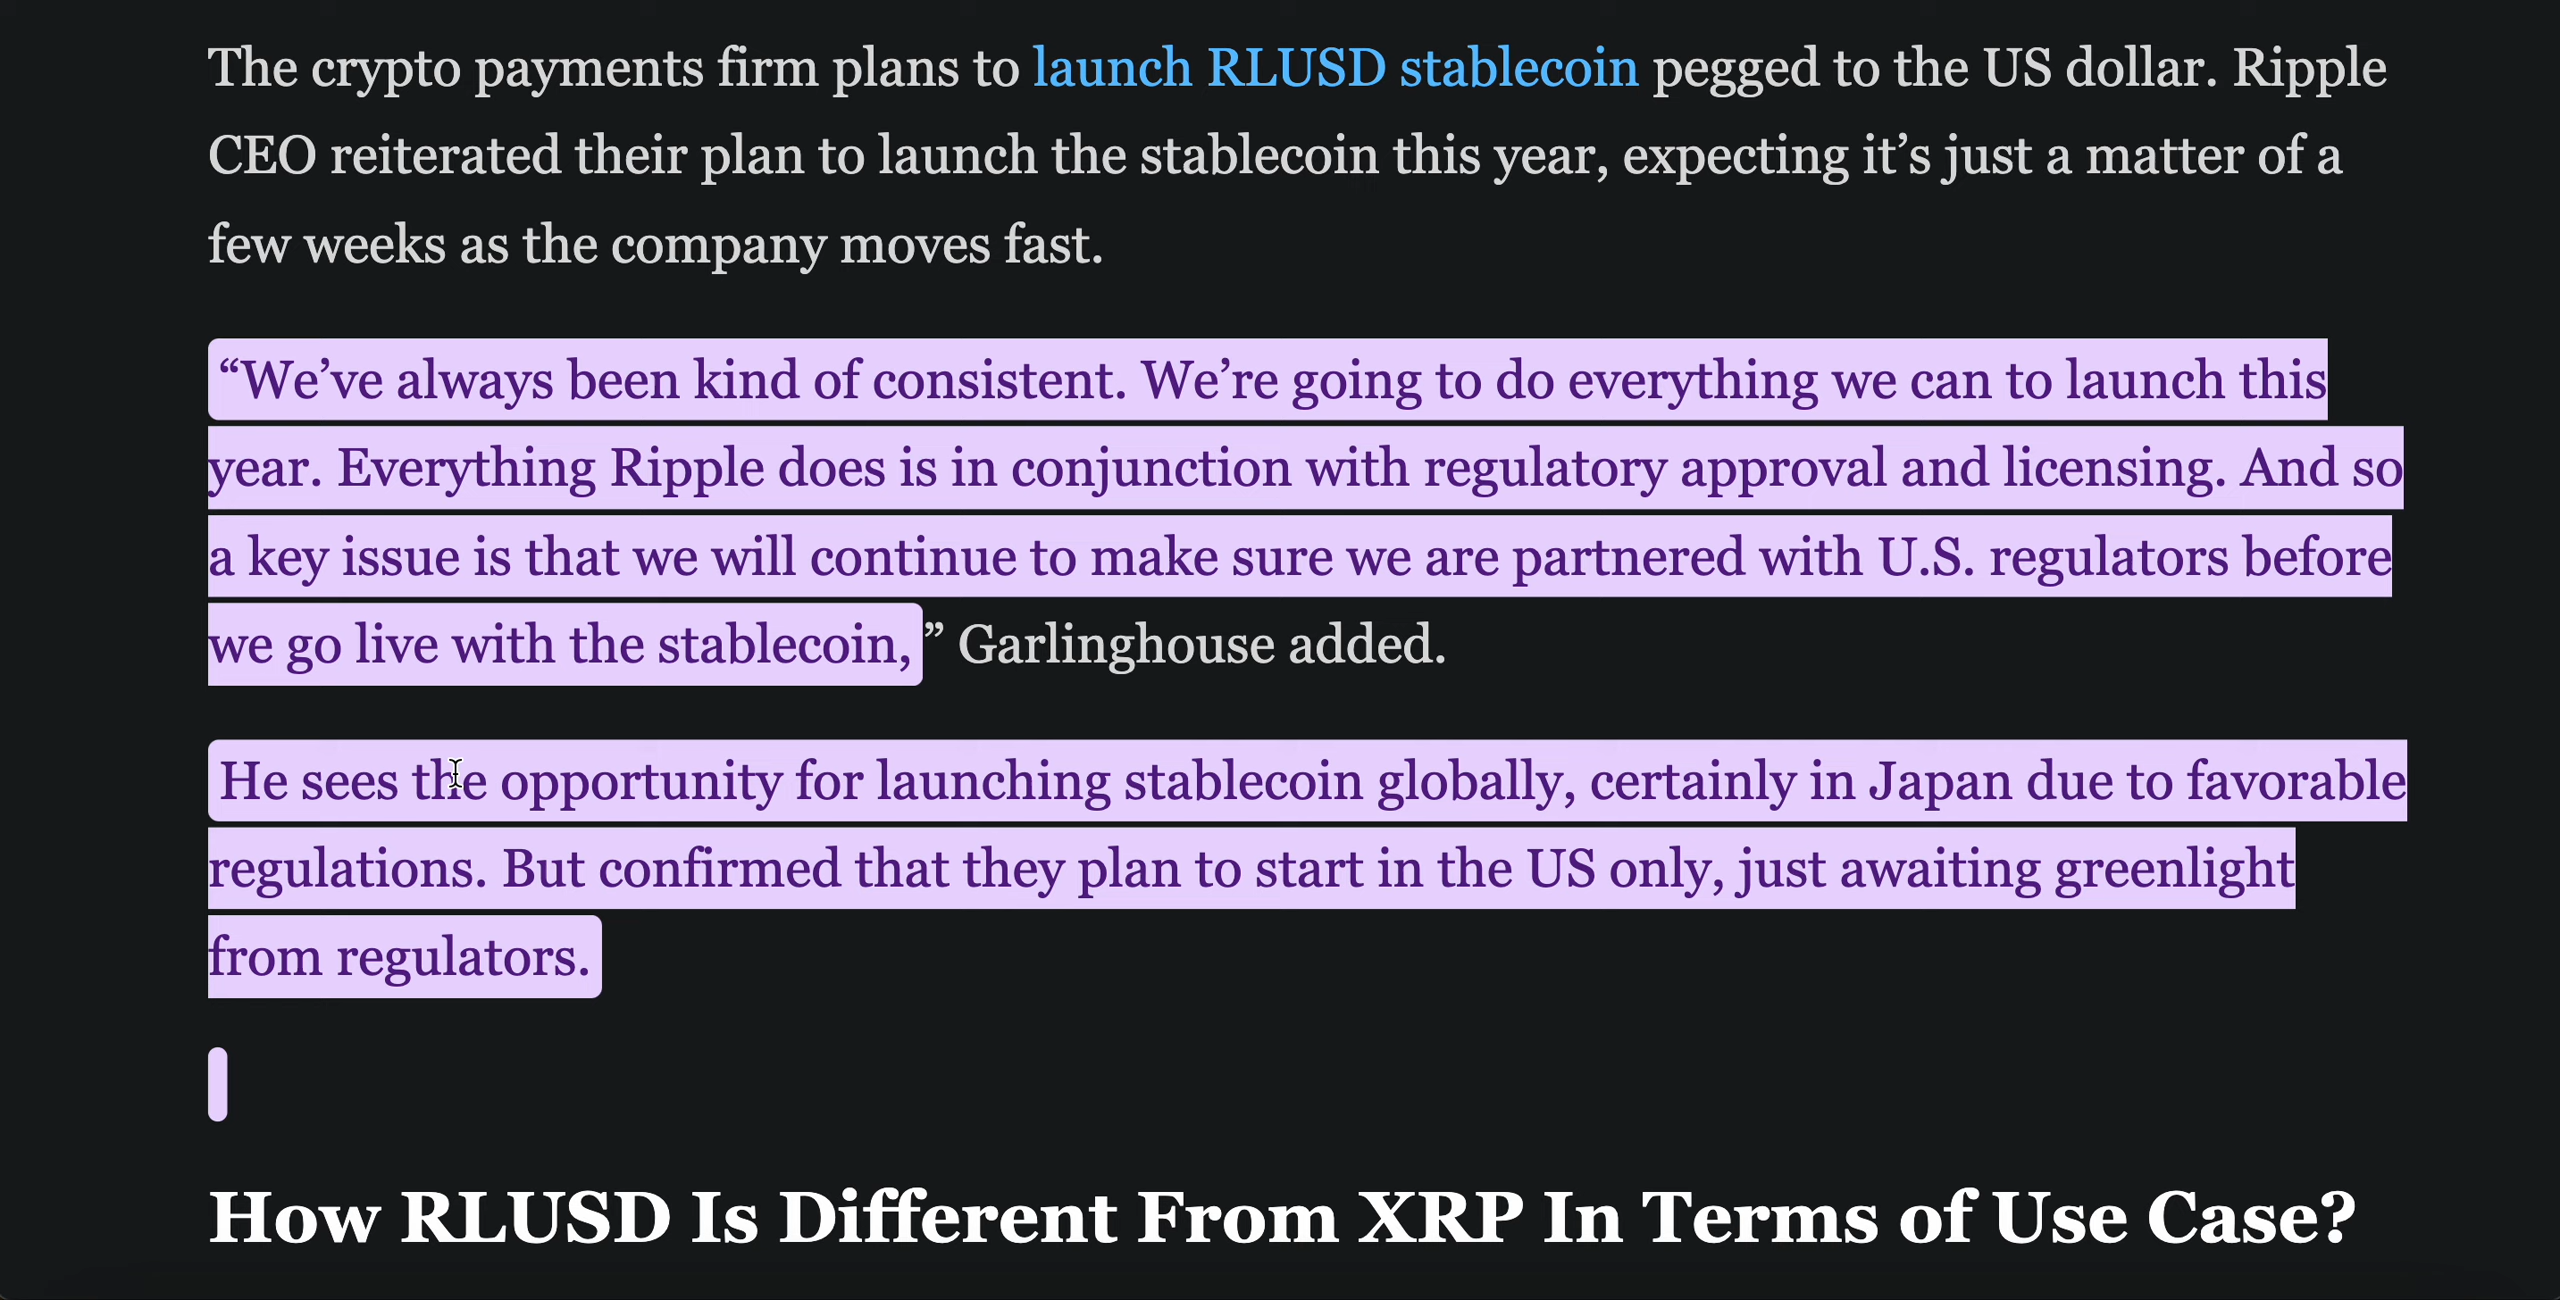 The crypto payments firm plans to launch RLUSD stablecoin pegged to the US dollar. Ripple
CEO reiterated their plan to launch the stablecoin this year, expecting it’s just a matter of a
few weeks as the company moves fast.
“We’ve always been kind of consistent. We’re going to do everything we can to launch this
year. Everything Ripple does is in conjunction with regulatory approval and licensing. And so
a key issue is that we will continue to make sure we are partnered with U.S. regulators before
we go live with the stablecoin,” Garlinghouse added.
He sees the opportunity for launching stablecoin globally, certainly in Japan due to favorable
regulations. But confirmed that they plan to start in the US only, just awaiting greenlight
from regulators.
How RLUSD Is Different From XRP In Terms of Use Case?